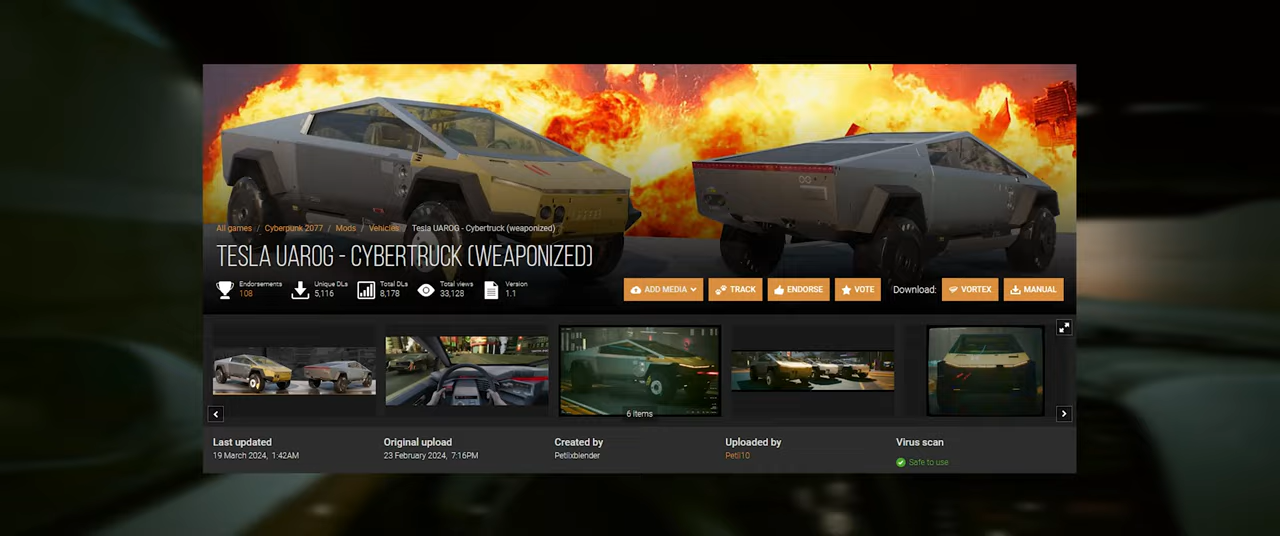 All games / Cyberpunk 2077 / Mods / Vehicles / Tesla UAROG - Cybertruck (weaponized)
TESLA UAROG - CYBERTRUCK (WEAPONIZED)
Endorsements Unique DLs Total DLs Total views Version
108 5,116 8,178 33,128 1.1
ADD MEDIA TRACK ENDORSE VOTE Download: VORTEX MANUAL
6 items
Last updated Original upload Created by Uploaded by Virus scan
19 March 2024, 1:42AM 23 February 2024, 7:16PM Petlixblender Petli10 Safe to use